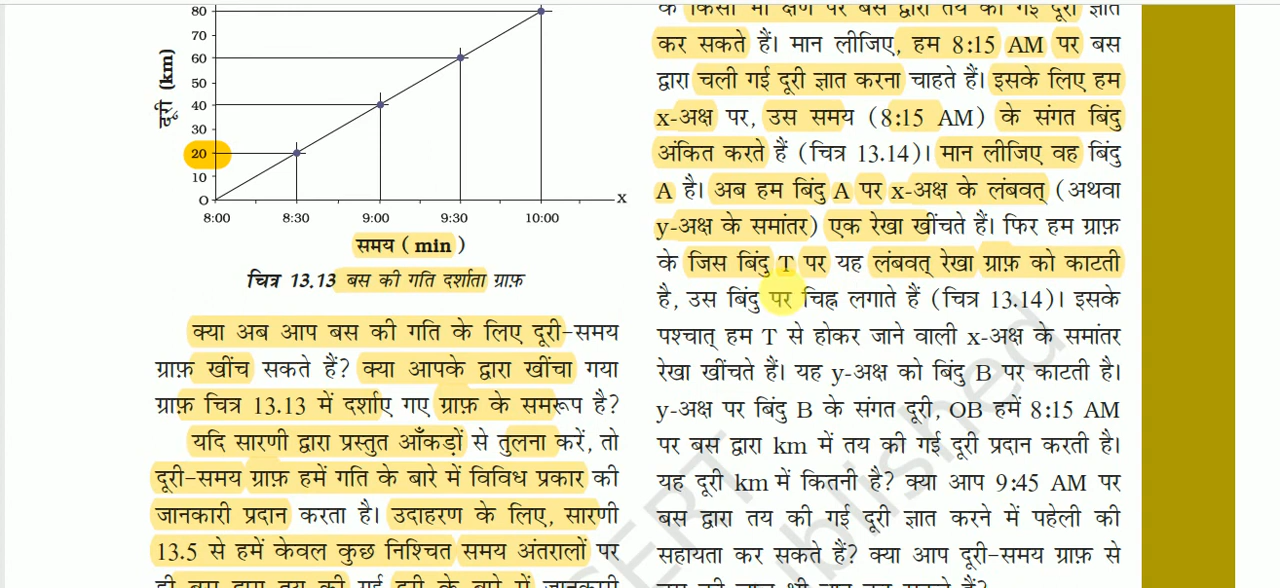 80
70
60
50
40
30
20
10
O
दूरी (km)
8:00 8:30 9:00 9:30 10:00
x
समय ( min )
चित्र 13.13 बस की गति दर्शाता ग्राफ़
क्या अब आप बस की गति के लिए दूरी–समय
ग्राफ़ खींच सकते हैं? क्या आपके द्वारा खींचा गया
ग्राफ़ चित्र 13.13 में दर्शाए गए ग्राफ़ के समरूप है?
यदि सारणी द्वारा प्रस्तुत आँकड़ों से तुलना करें, तो
दूरी–समय ग्राफ़ हमें गति के बारे में विविध प्रकार की
जानकारी प्रदान करता है। उदाहरण के लिए, सारणी
13.5 से हमें केवल कुछ निश्चित समय अंतरालों पर
के किसी भी क्षण पर बस द्वारा तय की गई दूरी ज्ञात
कर सकते हैं। मान लीजिए, हम 8:15 AM पर बस
द्वारा चली गई दूरी ज्ञात करना चाहते हैं। इसके लिए हम
x-अक्ष पर, उस समय (8:15 AM) के संगत बिंदु
अंकित करते हैं (चित्र 13.14)। मान लीजिए वह बिंदु
A है। अब हम बिंदु A पर x-अक्ष के लंबवत् (अथवा
y-अक्ष के समांतर) एक रेखा खींचते हैं। फिर हम ग्राफ़
के जिस बिंदु T पर यह लंबवत् रेखा ग्राफ़ को काटती
है, उस बिंदु पर चिह्न लगाते हैं (चित्र 13.14)। इसके
पश्चात् हम T से होकर जाने वाली x-अक्ष के समांतर
रेखा खींचते हैं। यह y-अक्ष को बिंदु B पर काटती है।
y-अक्ष पर बिंदु B के संगत दूरी, OB हमें 8:15 AM
पर बस द्वारा km में तय की गई दूरी प्रदान करती है।
यह दूरी km में कितनी है? क्या आप 9:45 AM पर
बस द्वारा तय की गई दूरी ज्ञात करने में पहेली की
सहायता कर सकते हैं? क्या आप दूरी–समय ग्राफ़ से